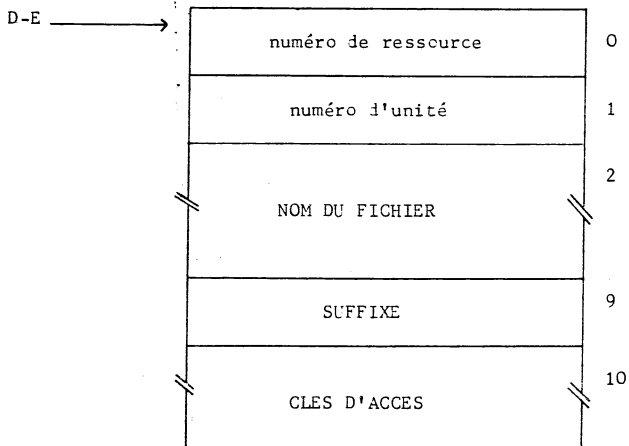 D-E
numéro de ressource 0
numéro d'unité 1
2
NOM DU FICHIER
SUFFIXE 9
10
CLES D'ACCES